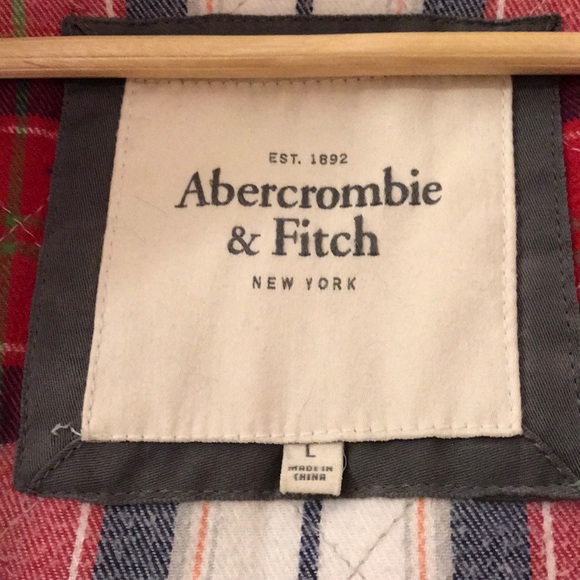 EST. 1892
Abercrombie
& Fitch
NEW YORK
L
MADE IN
CHINA